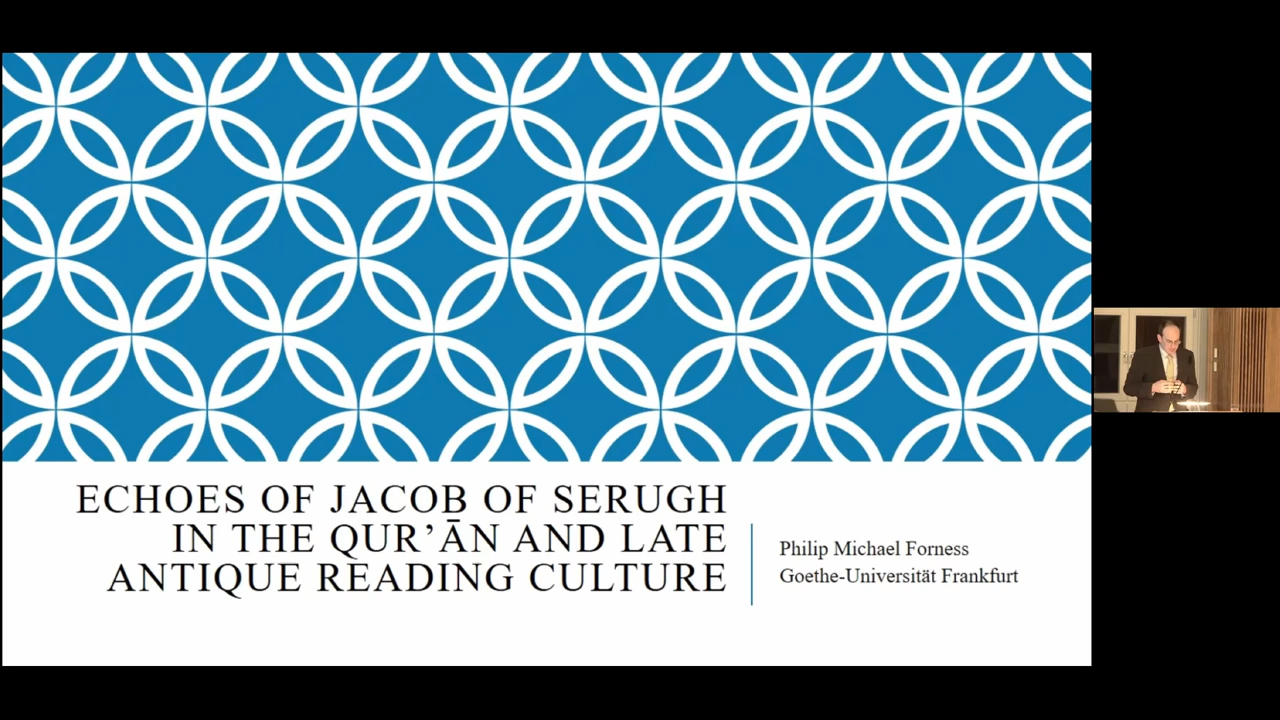 ECHOES OF JACOB OF SERUGH
IN THE QUR’ĀN AND LATE
ANTIQUE READING CULTURE
Philip Michael Forness
Goethe-Universität Frankfurt